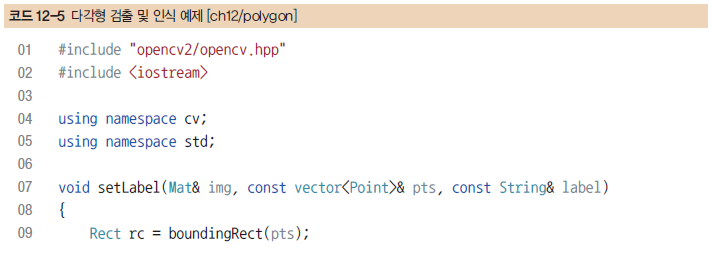 코드 12-5 다각형 검출 및 인식 예제 [ch12/polygon]
01 #include "opencv2/opencv.hpp"
02 #include <iostream>
03
04 using namespace cv;
05 using namespace std;
06
07 void setLabel(Mat& img, const vector<Point>& pts, const String& label)
08 {
09 Rect rc = boundingRect(pts);